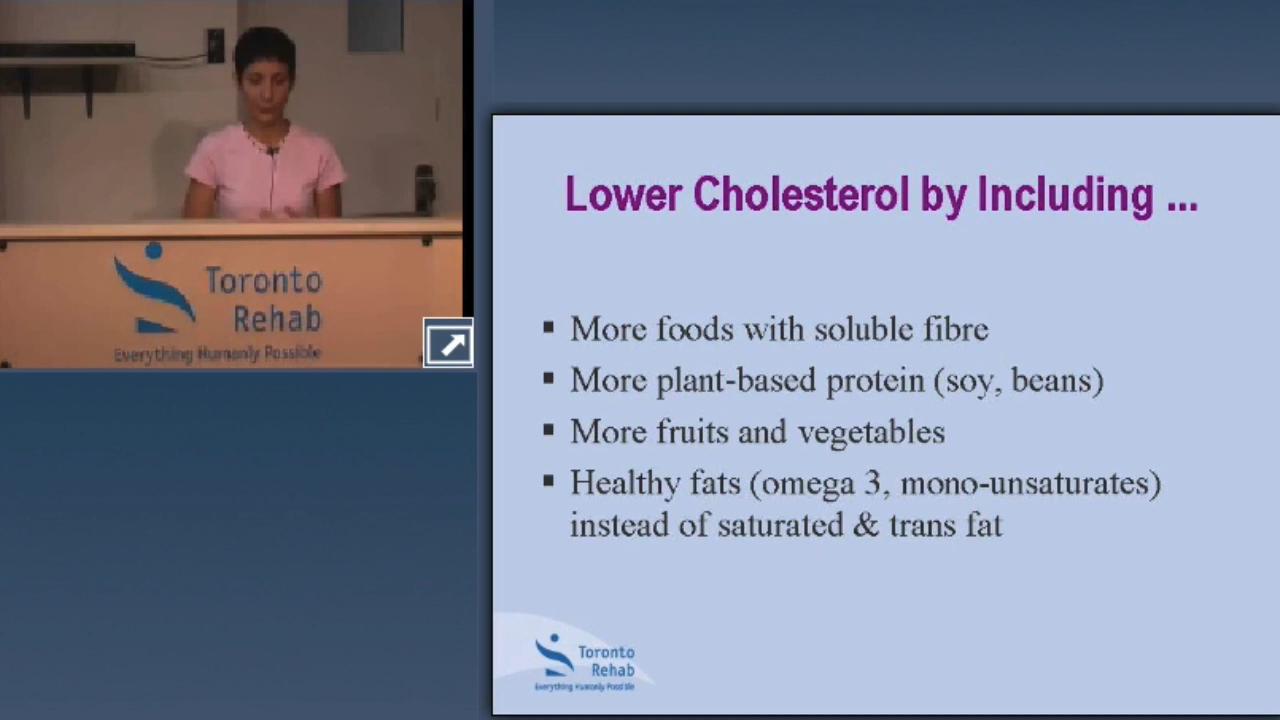 Toronto
Rehab
Everything Humanly Possible
Lower Cholesterol by Including ...
▪ More foods with soluble fibre
▪ More plant-based protein (soy, beans)
▪ More fruits and vegetables
▪ Healthy fats (omega 3, mono-unsaturates)
instead of saturated & trans fat
Toronto
Rehab
Everything Humanly Possible